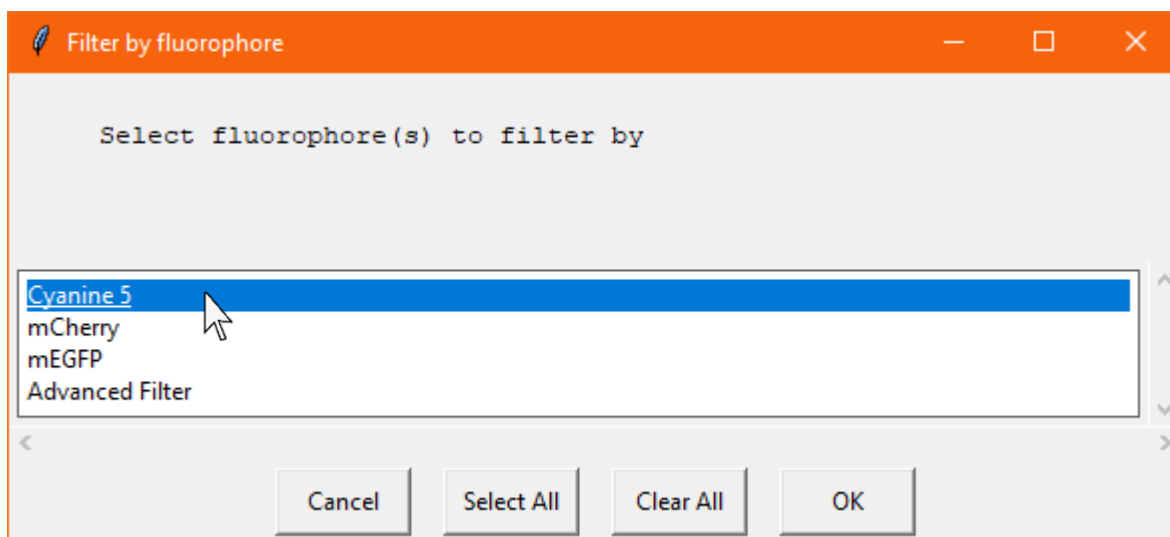 Filter by fluorophore
Select fluorophore(s) to filter by
Cyanine 5
mCherry
mEGFP
Advanced Filter
Cancel Select All Clear All OK